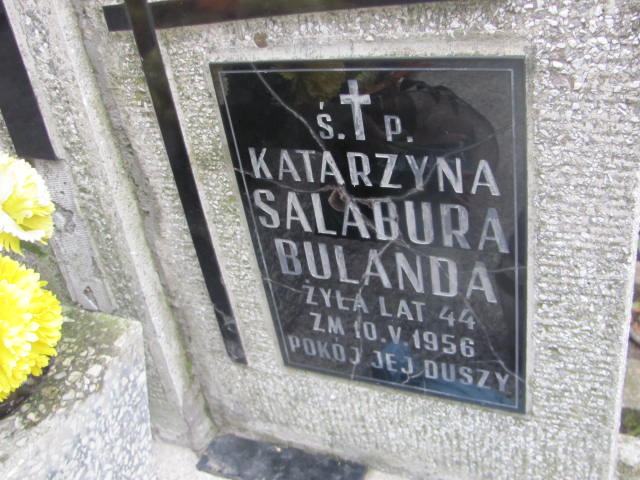 Ś. P.
KATARZYNA
SALABURA
BULANDA
ŻYŁA LAT 44
ZM 10.V.1956
POKÓJ JEJ DUSZY